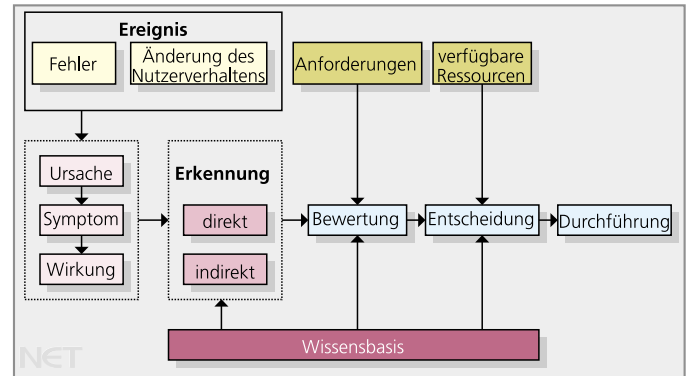 Ereignis
Fehler
Änderung des
Nutzerverhaltens
Anforderungen
verfügbare
Ressourcen
Ursache
Symptom
Wirkung
Erkennung
direkt
indirekt
Bewertung
Entscheidung
Durchführung
Wissensbasis
NET